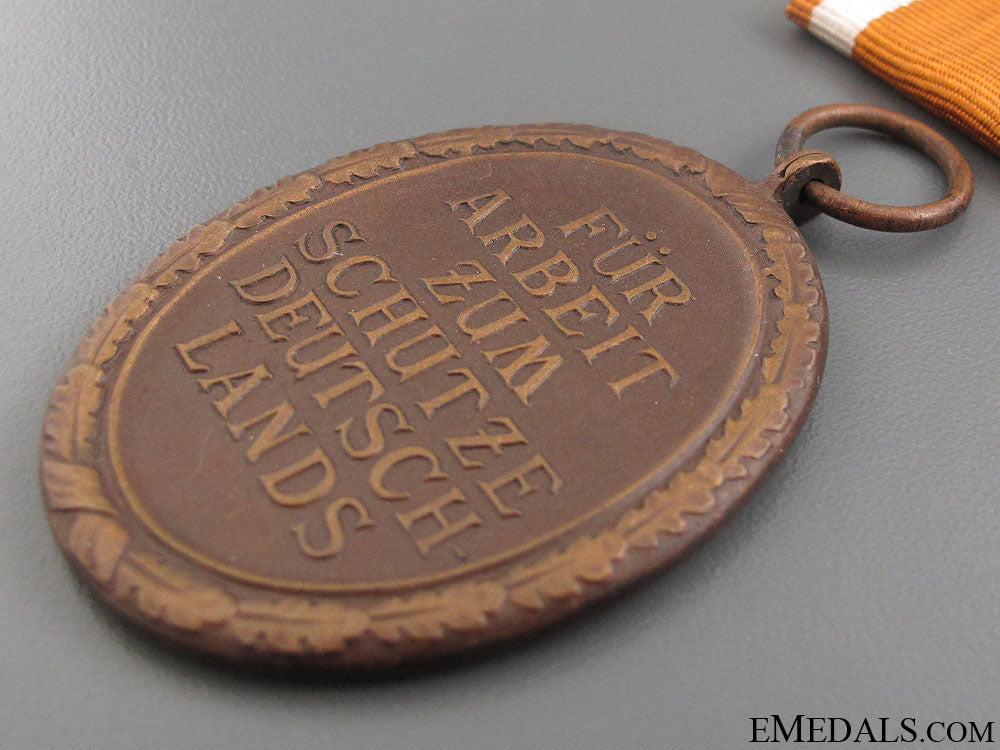 FÜR
ARBEIT
ZUM
SCHUTZE
DEUTSCH-
LANDS
EMEDALS.COM